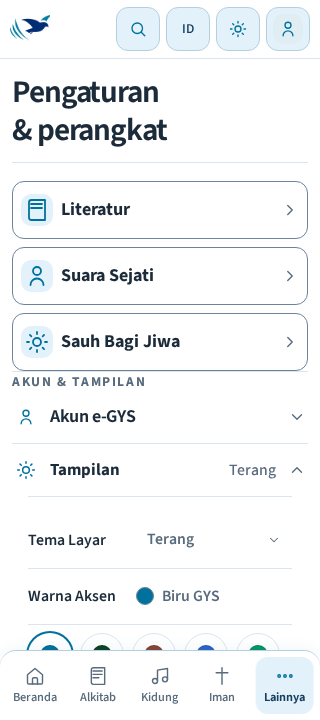 ID
Pengaturan
& perangkat
Literatur
Suara Sejati
Sauh Bagi Jiwa
AKUN & TAMPILAN
Akun e-GYS
Tampilan Terang
Tema Layar Terang
Warna Aksen Biru GYS
Beranda Alkitab Kidung Iman Lainnya